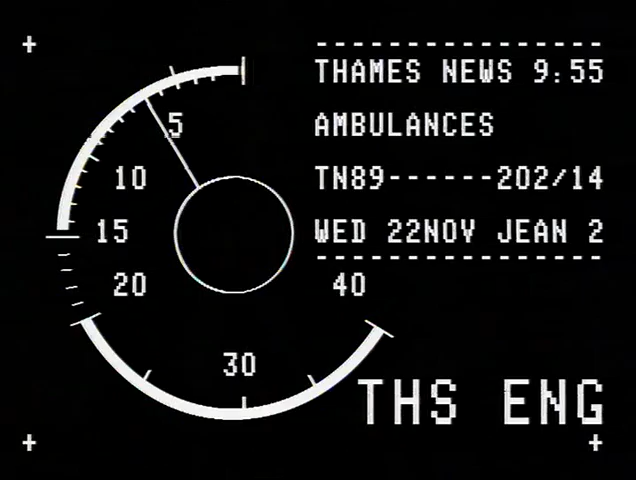 THAMES NEWS 9:55
AMBULANCES
TN89------202/14
WED 22NOV JEAN 2
5
10
15
20
30
40
THS ENG